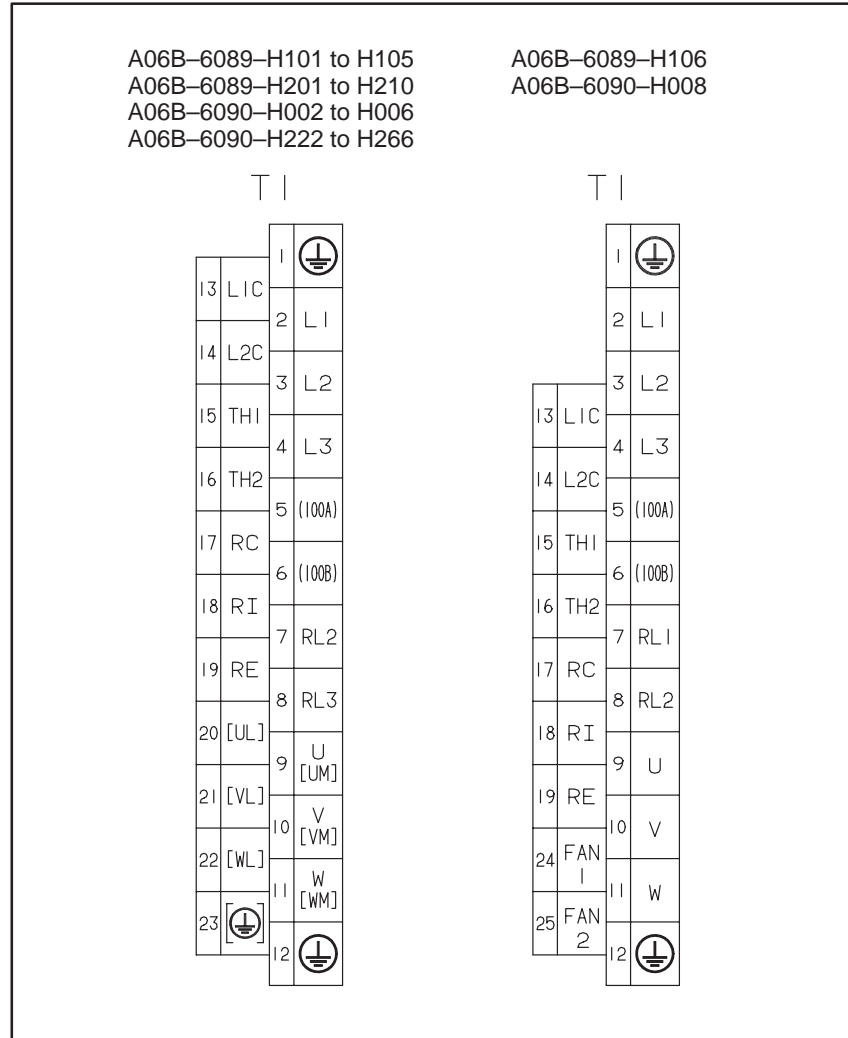 A06B–6089–H101 to H105
A06B–6089–H201 to H210
A06B–6090–H002 to H006
A06B–6090–H222 to H266
T1
1
2 L1
3 L2
4 L3
5 (100A)
6 (100B)
7 RL2
8 RL3
9 U [UM]
10 V [VM]
11 W [WM]
12
13 L1C
14 L2C
15 TH1
16 TH2
17 RC
18 RI
19 RE
20 [UL]
21 [VL]
22 [WL]
23 [ ]
A06B–6089–H106
A06B–6090–H008
T1
1
2 L1
3 L2
4 L3
5 (100A)
6 (100B)
7 RL1
8 RL2
9 U
10 V
11 W
12
13 L1C
14 L2C
15 TH1
16 TH2
17 RC
18 RI
19 RE
24 FAN 1
25 FAN 2